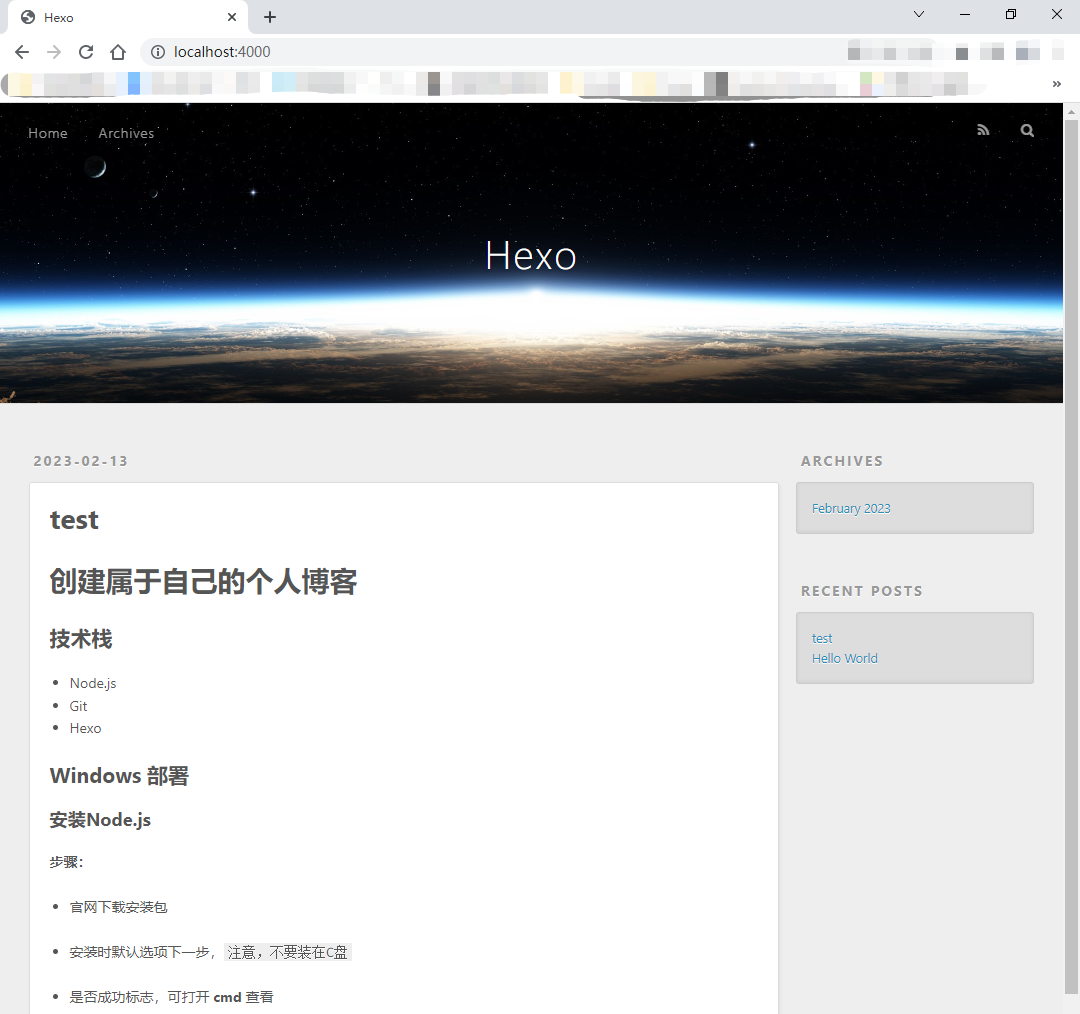 Hexo
localhost:4000
Home Archives
Hexo
2023-02-13
test
创建属于自己的个人博客
技术栈
Node.js
Git
Hexo
Windows 部署
安装Node.js
步骤：
官网下载安装包
安装时默认选项下一步，注意，不要装在C盘
是否成功标志，可打开 cmd 查看
ARCHIVES
February 2023
RECENT POSTS
test
Hello World